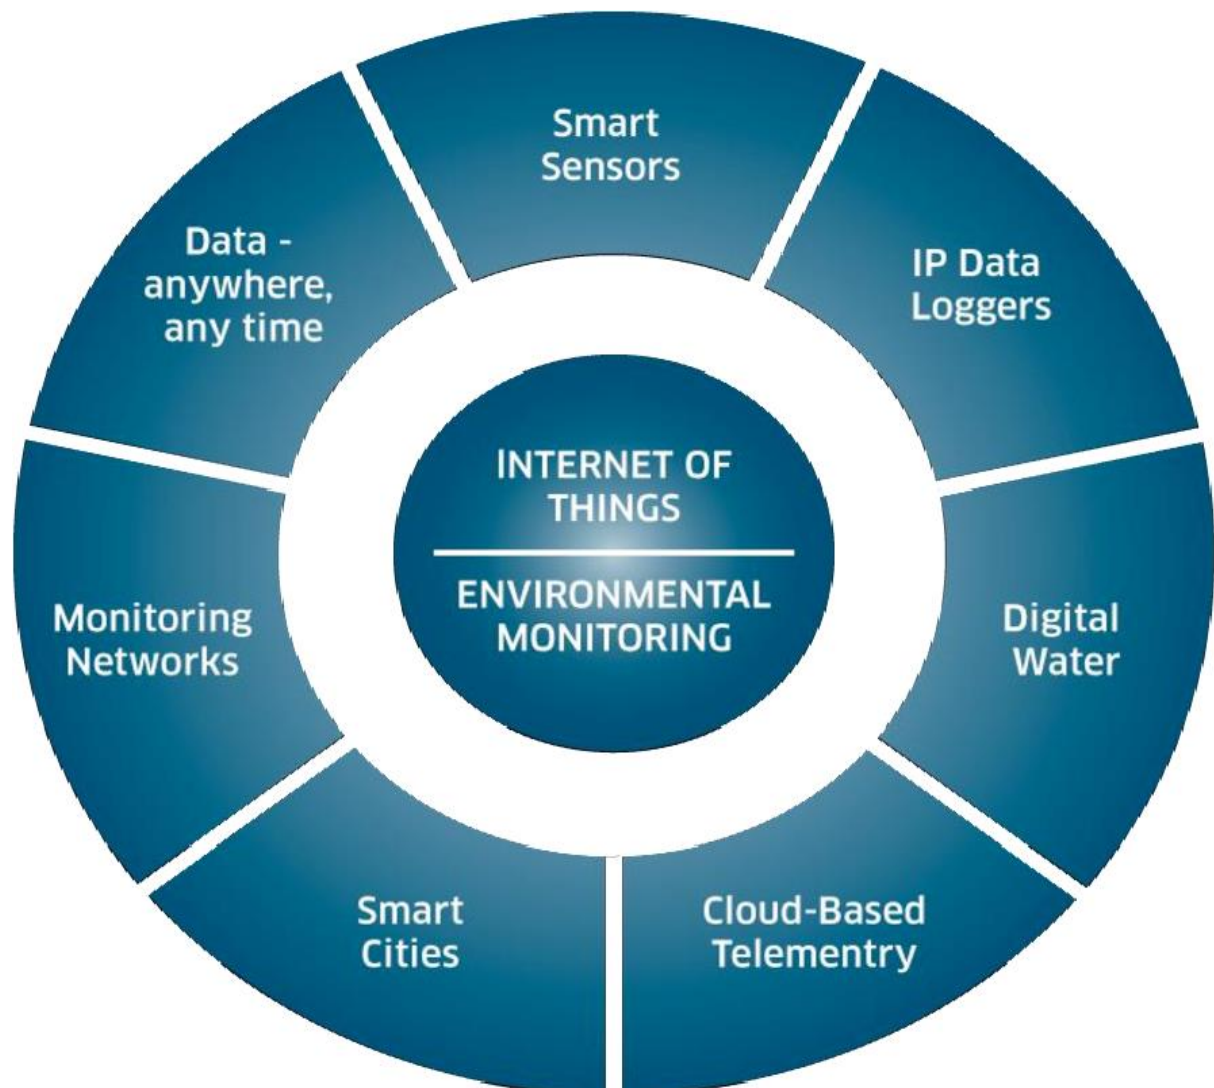 Smart
Sensors
IP Data
Loggers
Digital
Water
Cloud-Based
Telementry
Smart
Cities
Monitoring
Networks
Data -
anywhere,
any time
INTERNET OF
THINGS
ENVIRONMENTAL
MONITORING